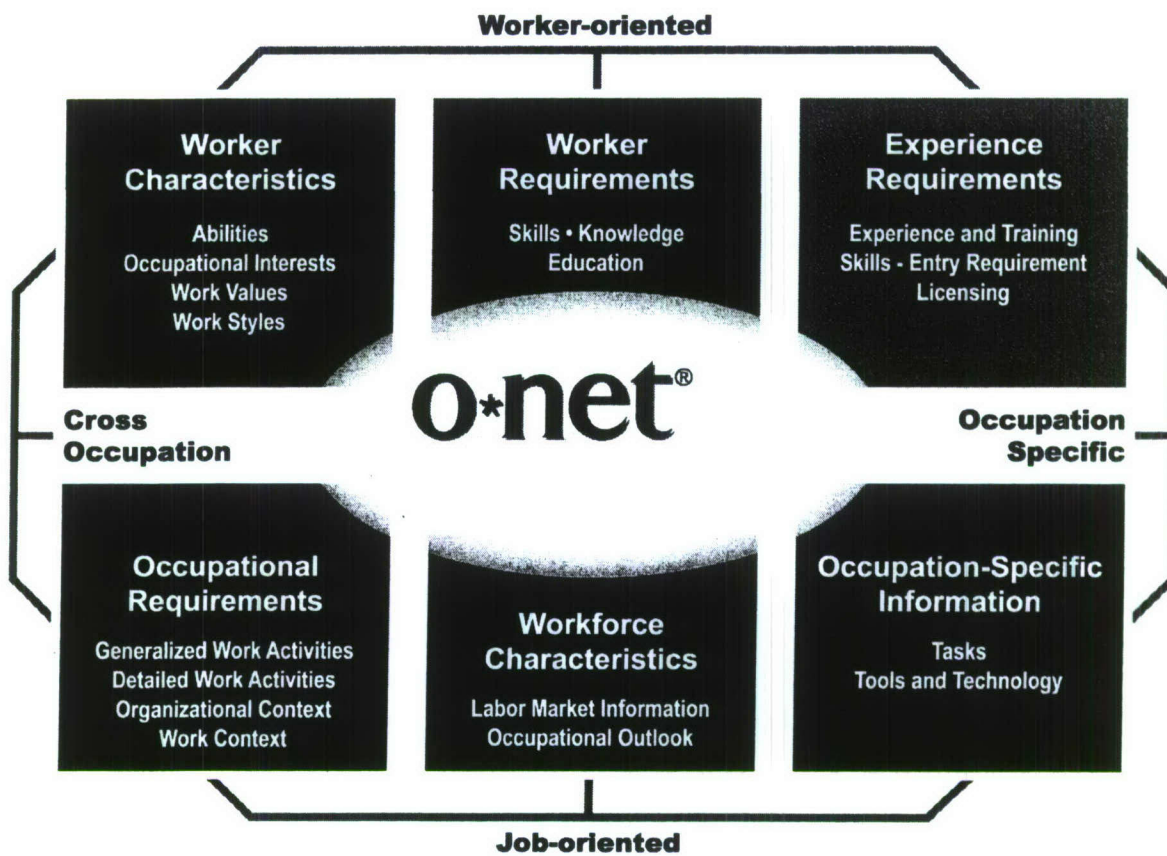 Worker-oriented
Worker
Characteristics
Abilities
Occupational Interests
Work Values
Work Styles
Worker
Requirements
Skills • Knowledge
Education
Experience
Requirements
Experience and Training
Skills - Entry Requirement
Licensing
Cross
Occupation
o*net®
Occupation
Specific
Occupational
Requirements
Generalized Work Activities
Detailed Work Activities
Organizational Context
Work Context
Workforce
Characteristics
Labor Market Information
Occupational Outlook
Occupation-Specific
Information
Tasks
Tools and Technology
Job-oriented